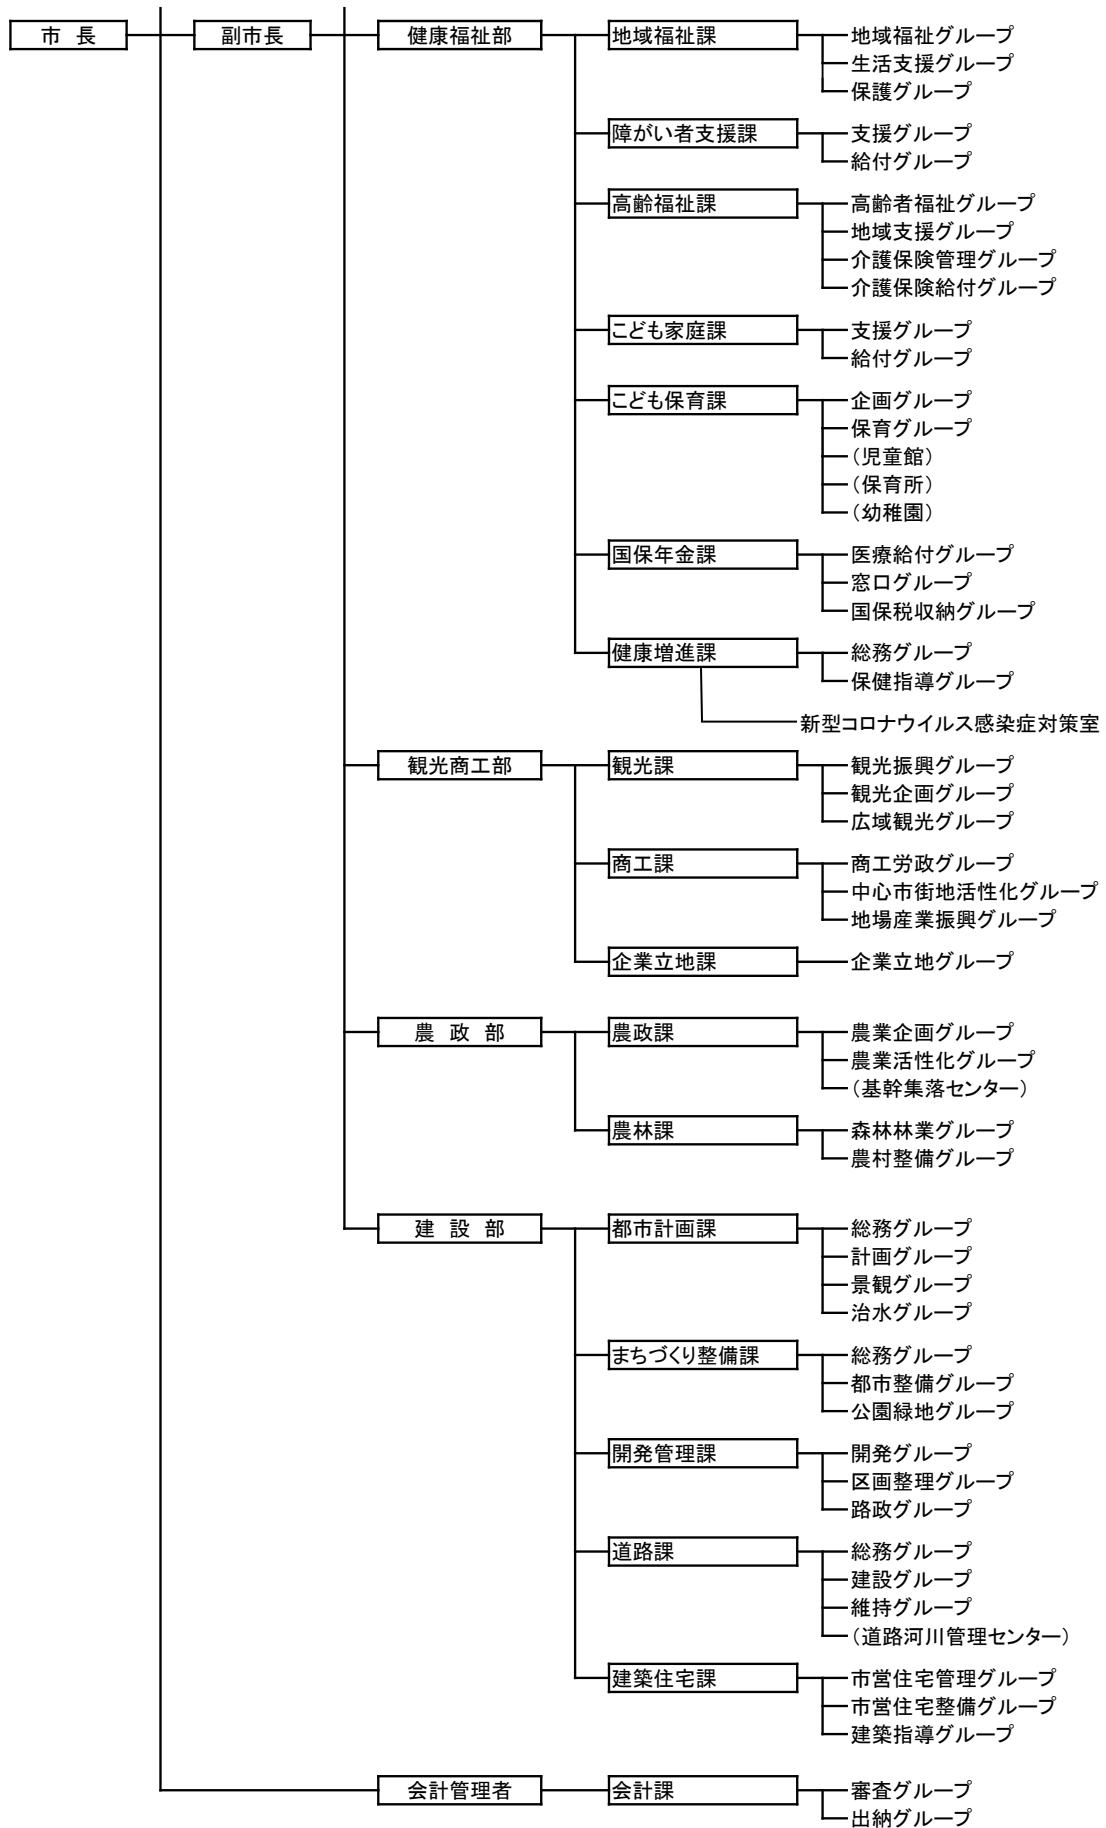 市 長 副市長 健康福祉部 地域福祉課 地域福祉グループ
生活支援グループ
保護グループ
障がい者支援課 支援グループ
給付グループ
高齢福祉課 高齢者福祉グループ
地域支援グループ
介護保険管理グループ
介護保険給付グループ
こども家庭課 支援グループ
給付グループ
こども保育課 企画グループ
保育グループ
（児童館）
（保育所）
（幼稚園）
国保年金課 医療給付グループ
窓口グループ
国保税収納グループ
健康増進課 総務グループ
保健指導グループ
新型コロナウイルス感染症対策室
観光商工部 観光課 観光振興グループ
観光企画グループ
広域観光グループ
商工課 商工労政グループ
中心市街地活性化グループ
地場産業振興グループ
企業立地課 企業立地グループ
農 政 部 農政課 農業企画グループ
農業活性化グループ
（基幹集落センター）
農林課 森林林業グループ
農村整備グループ
建 設 部 都市計画課 総務グループ
計画グループ
景観グループ
治水グループ
まちづくり整備課 総務グループ
都市整備グループ
公園緑地グループ
開発管理課 開発グループ
区画整理グループ
路政グループ
道路課 総務グループ
建設グループ
維持グループ
（道路河川管理センター）
建築住宅課 市営住宅管理グループ
市営住宅整備グループ
建築指導グループ
会計管理者 会計課 審査グループ
出納グループ